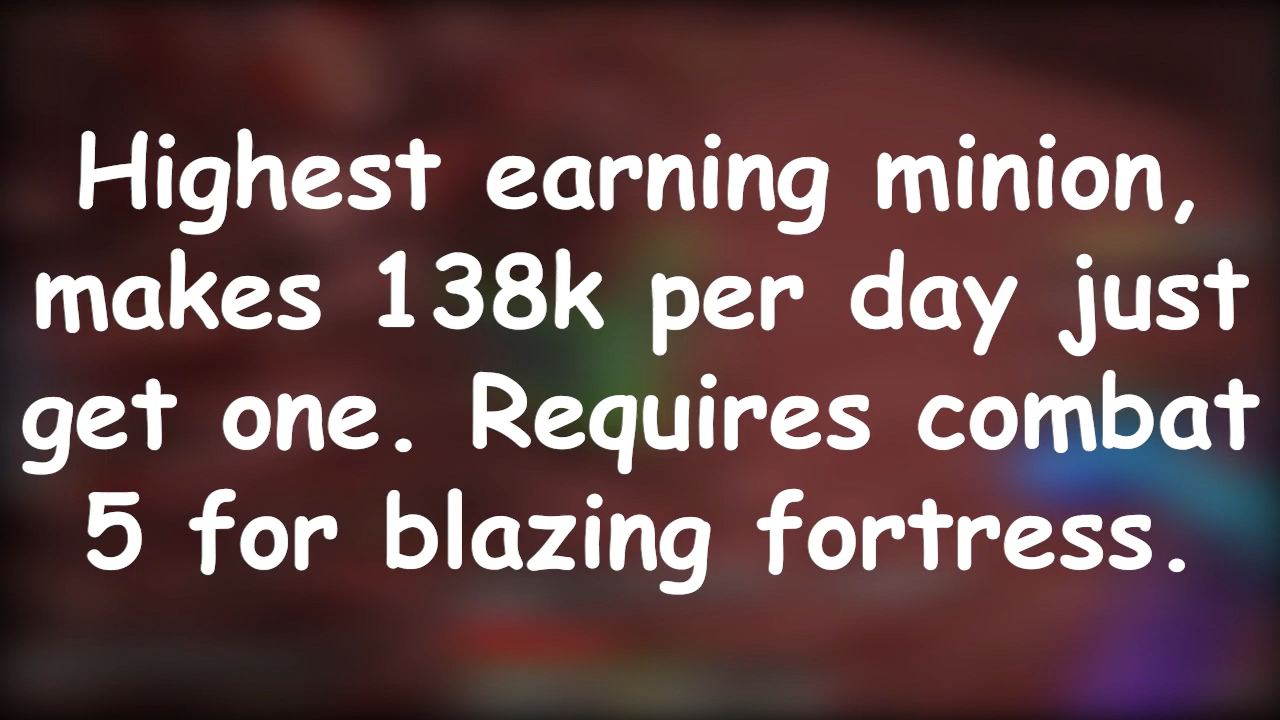 Highest earning minion,
makes 138k per day just
get one. Requires combat
5 for blazing fortress.